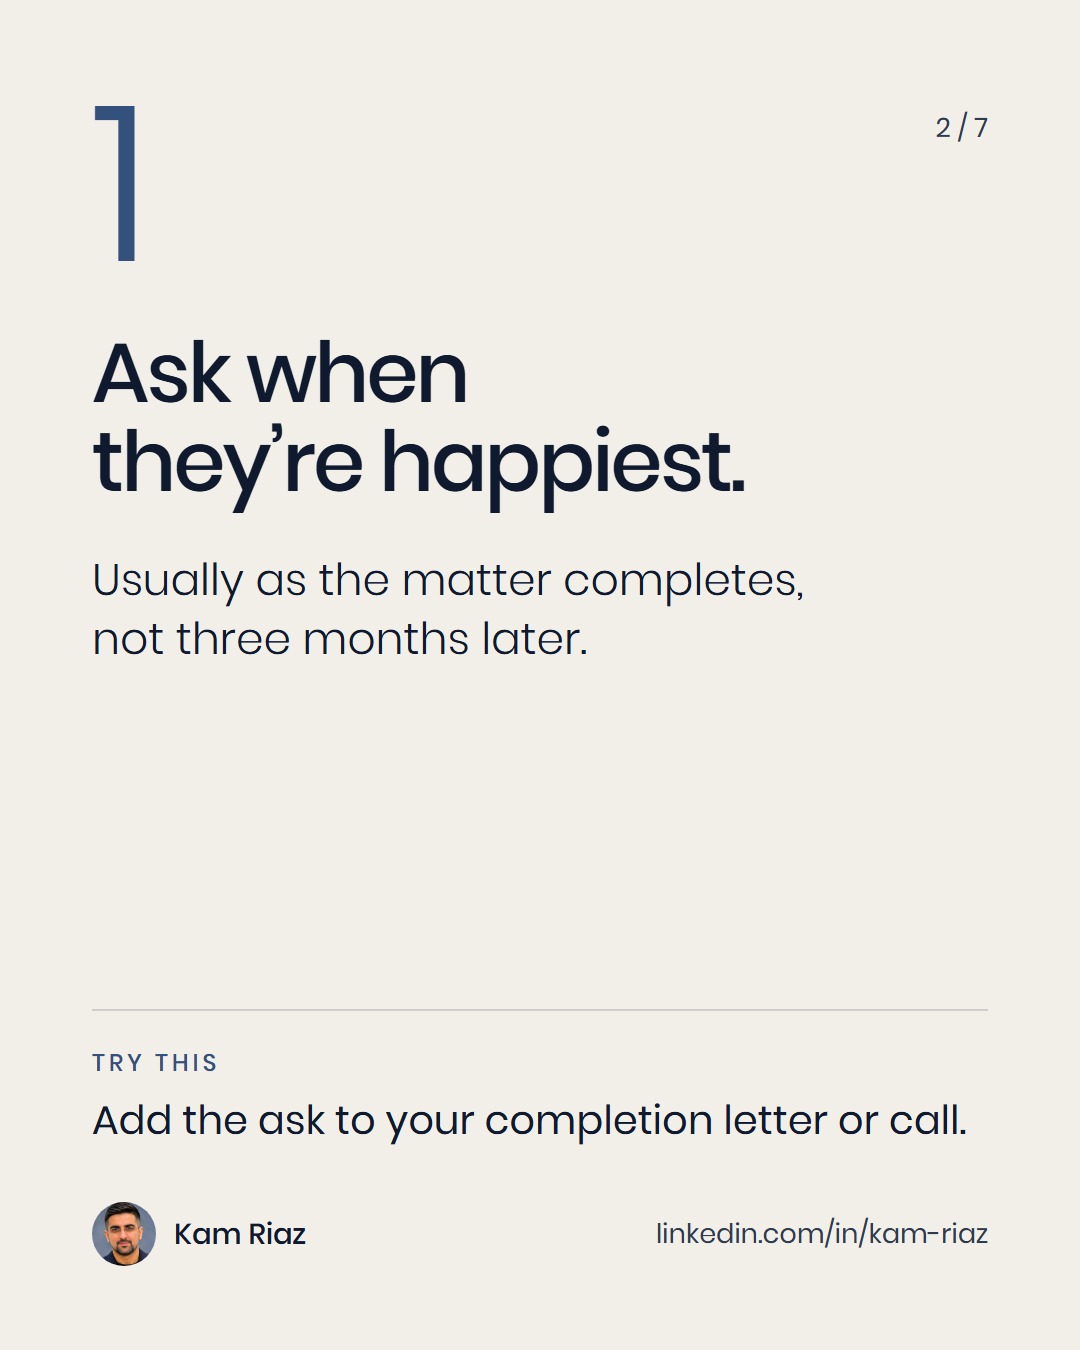 1
2 / 7
Ask when
they’re happiest.
Usually as the matter completes,
not three months later.
TRY THIS
Add the ask to your completion letter or call.
Kam Riaz
linkedin.com/in/kam-riaz